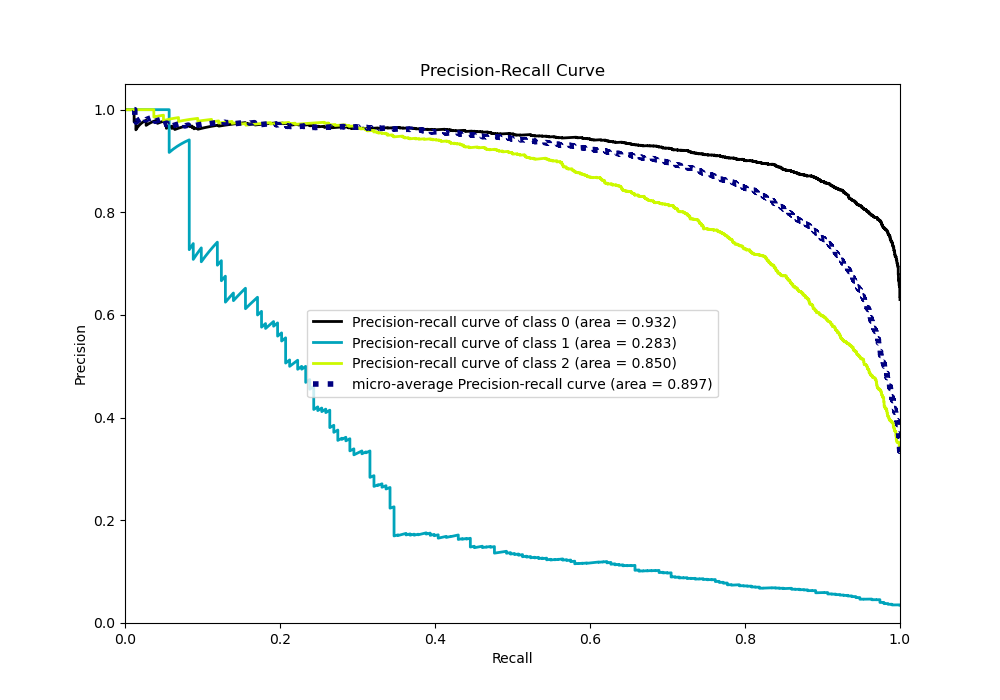 Precision-Recall Curve
1.0
0.8
0.6
0.4
0.2
0.0
Precision
Precision-recall curve of class 0 (area = 0.932)
Precision-recall curve of class 1 (area = 0.283)
Precision-recall curve of class 2 (area = 0.850)
micro-average Precision-recall curve (area = 0.897)
0.0 0.2 0.4 0.6 0.8 1.0
Recall